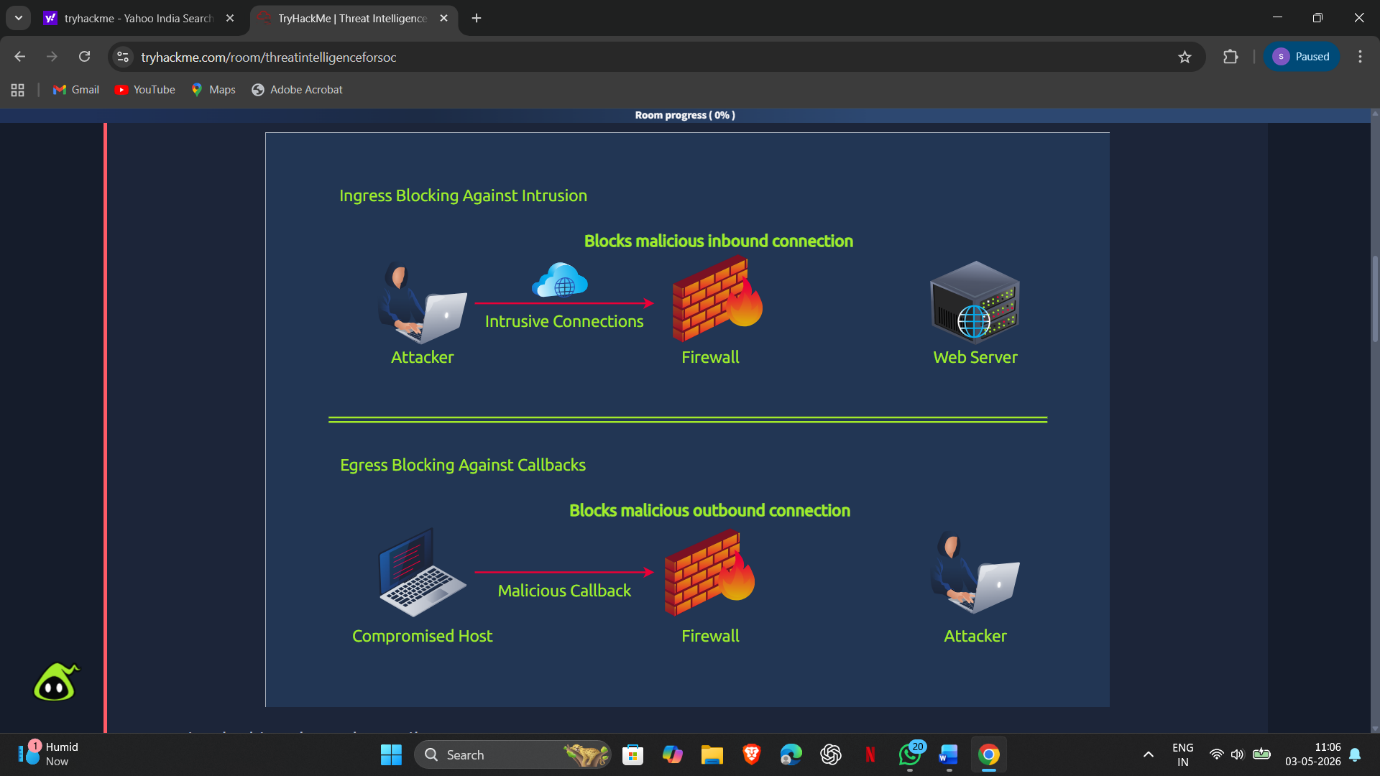 tryhackme - Yahoo India Search
TryHackMe | Threat Intelligence
tryhackme.com/room/threatintelligenceforsoc
S
Paused
Gmail
YouTube
Maps
Adobe Acrobat
Room progress ( 0% )
Ingress Blocking Against Intrusion
Blocks malicious inbound connection
Intrusive Connections
Attacker
Firewall
Web Server
Egress Blocking Against Callbacks
Blocks malicious outbound connection
Malicious Callback
Compromised Host
Firewall
Attacker
1
Humid
Now
Search
20
ENG
IN
11:06
03-05-2026